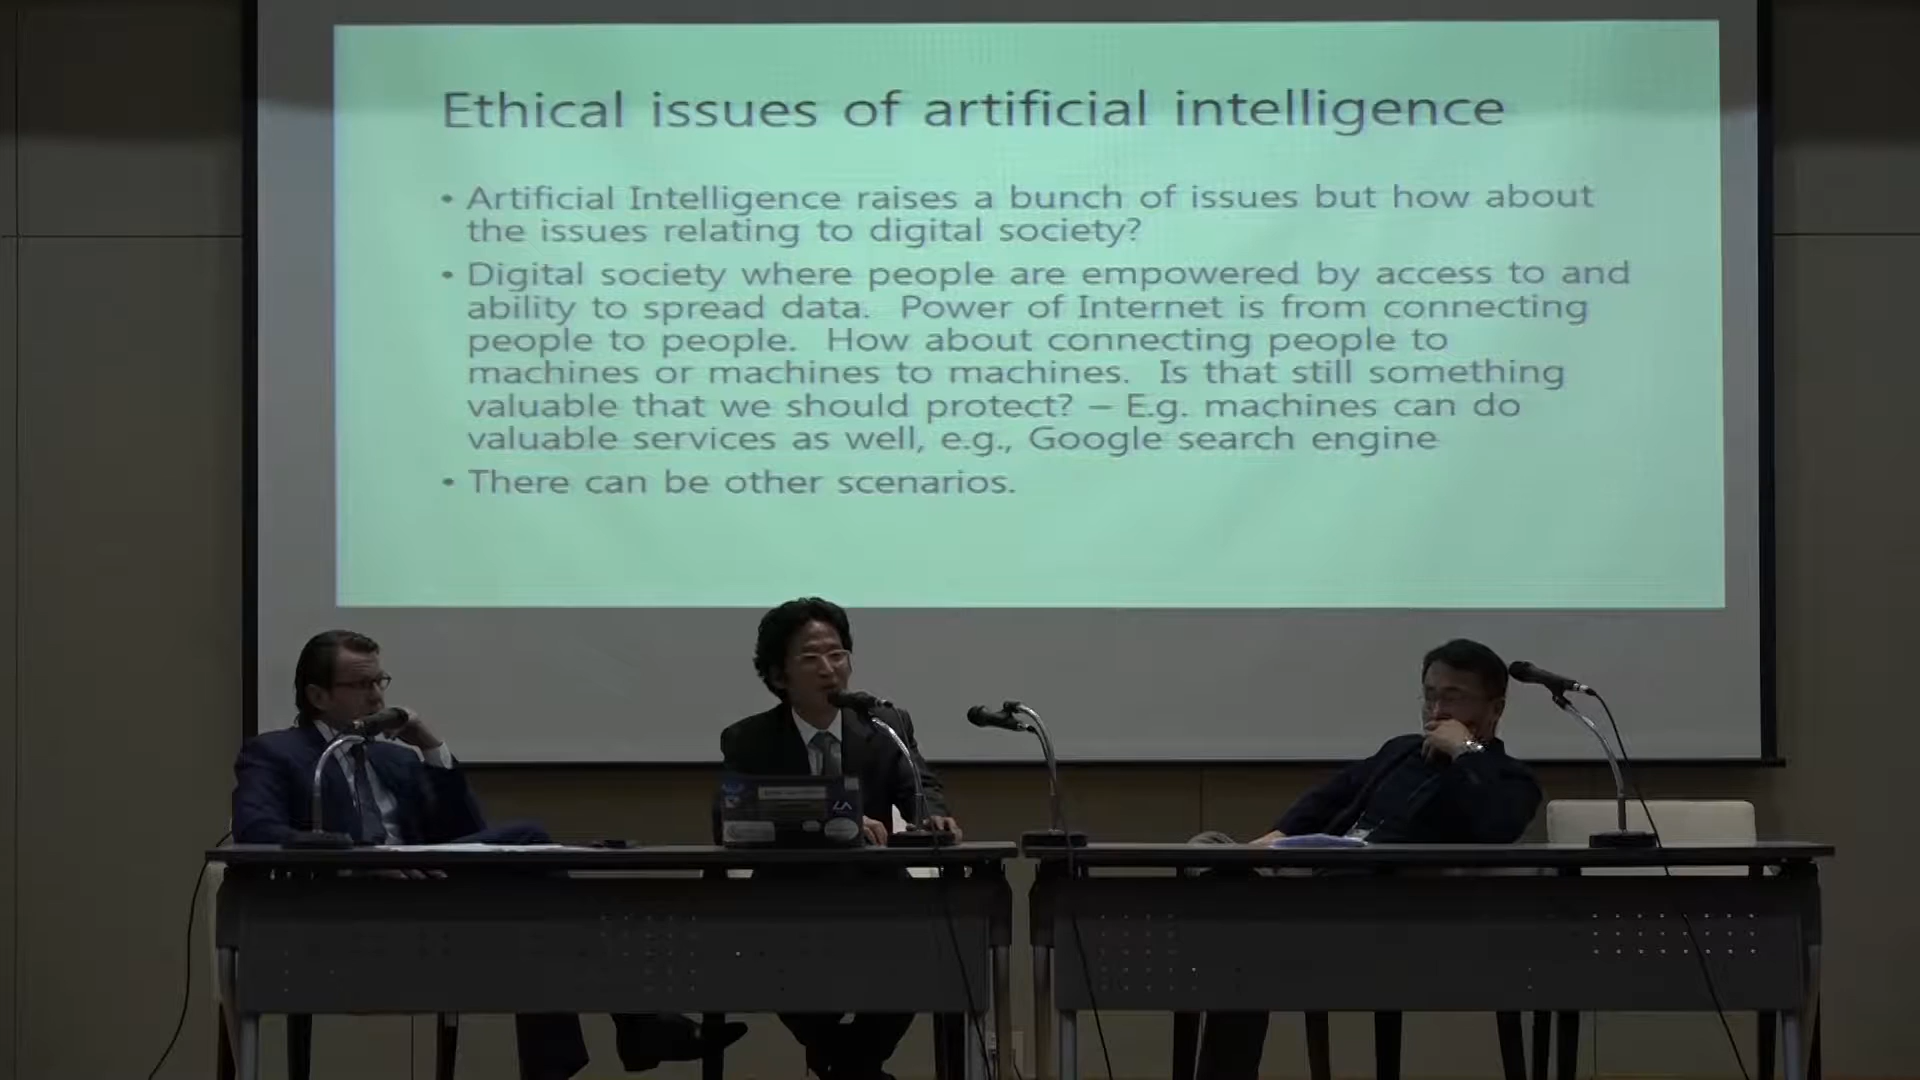 Ethical issues of artificial intelligence
• Artificial Intelligence raises a bunch of issues but how about
the issues relating to digital society?
• Digital society where people are empowered by access to and
ability to spread data. Power of Internet is from connecting
people to people. How about connecting people to
machines or machines to machines. Is that still something
valuable that we should protect? – E.g. machines can do
valuable services as well, e.g., Google search engine
• There can be other scenarios.